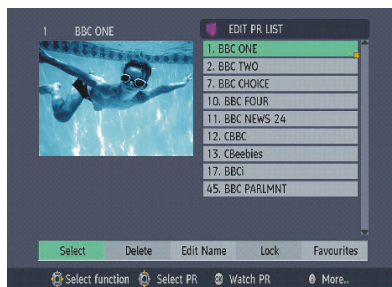 1 BBC ONE
EDIT PR LIST
1. BBC ONE
2. BBC TWO
7. BBC CHOICE
10. BBC FOUR
11. BBC NEWS 24
12. CBBC
13. CBeebies
17. BBCi
45. BBC PARLMNT
Select Delete Edit Name Lock Favourites
Select function Select PR OK Watch PR More..